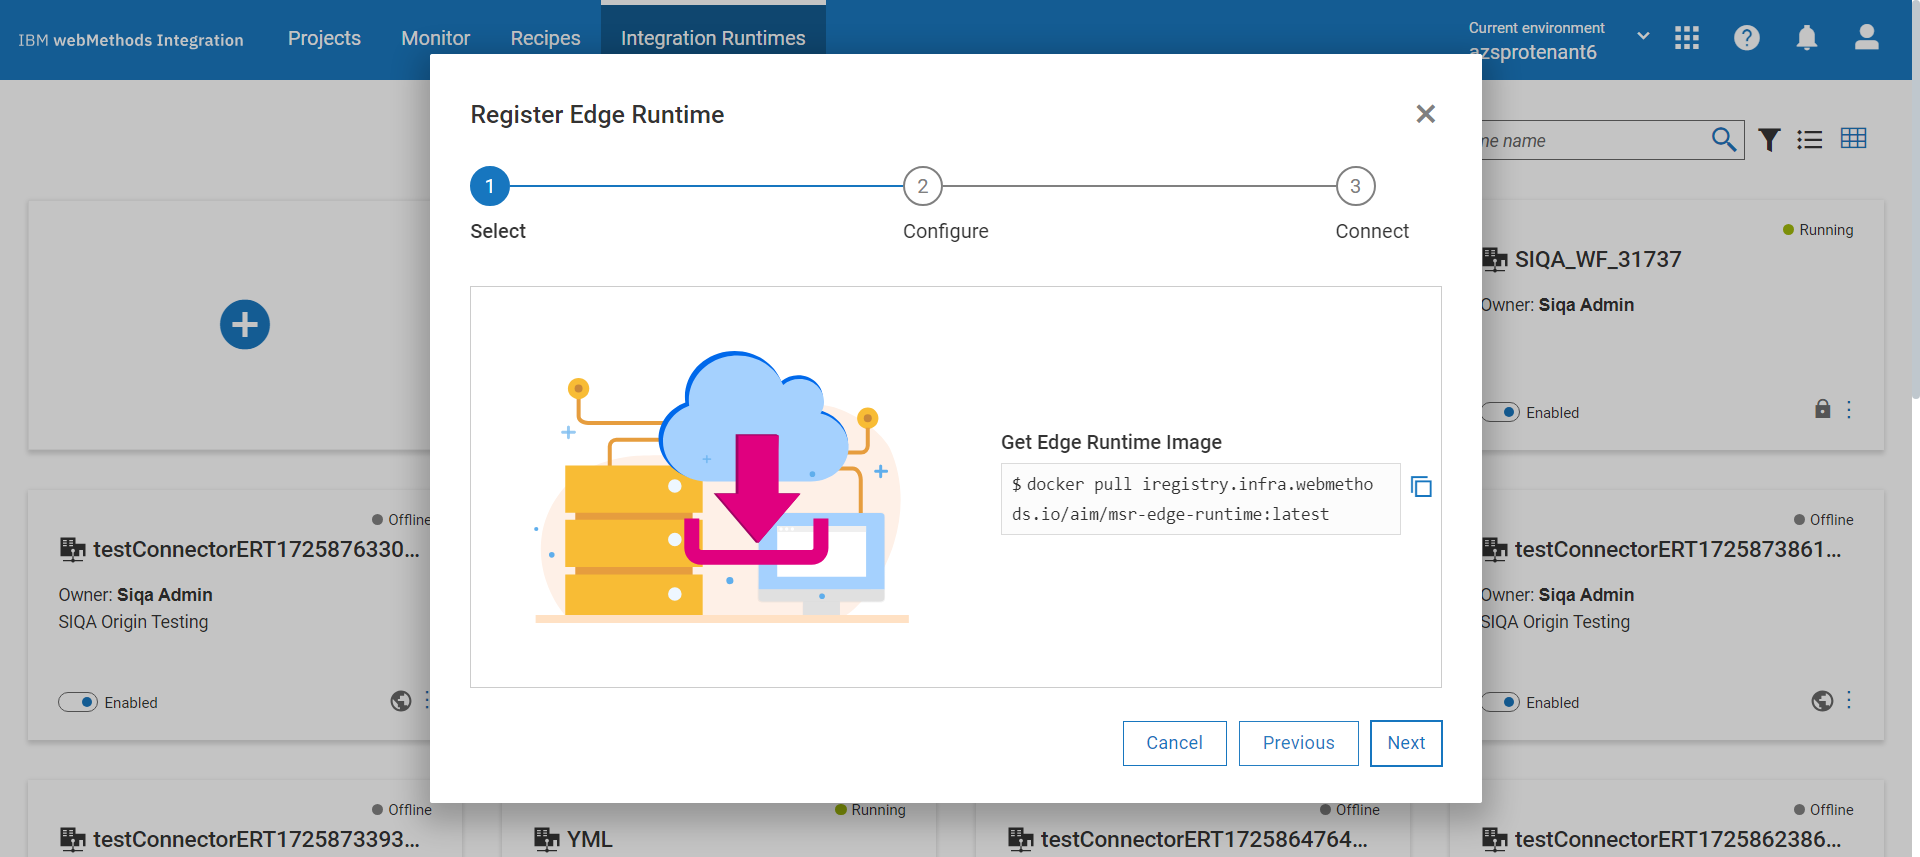 IBM webMethods Integration
Projects
Monitor
Recipes
Integration Runtimes
Current environment
azsprotenant6
Register Edge Runtime
1
2
3
Select
Configure
Connect
name
Running
SIQA_WF_31737
Owner: Siqa Admin
Enabled
Get Edge Runtime Image
$ docker pull iregistry.infra.webmetho
ds.io/aim/msr-edge-runtime:latest
Offline
testConnectorERT1725876330...
Owner: Siqa Admin
SIQA Origin Testing
Enabled
Offline
testConnectorERT1725873861...
Owner: Siqa Admin
SIQA Origin Testing
Enabled
Cancel
Previous
Next
Offline
testConnectorERT1725873393...
Running
YML
Offline
testConnectorERT1725864764...
Offline
testConnectorERT1725862386...